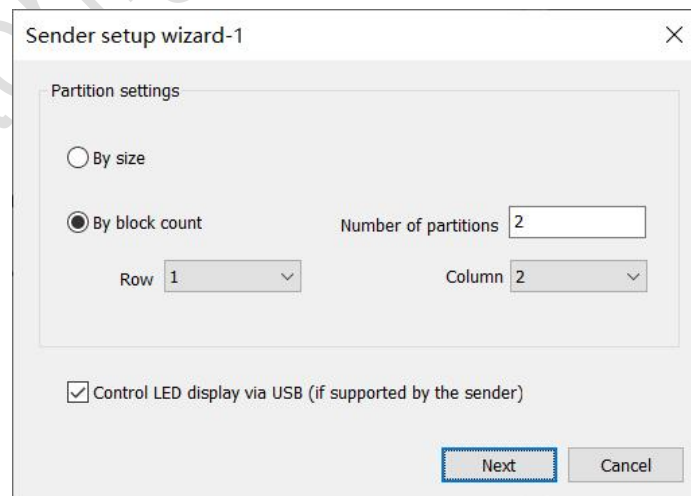 Sender setup wizard-1
Partition settings
By size
By block count
Number of partitions 2
Row 1
Column 2
Control LED display via USB (if supported by the sender)
Next
Cancel